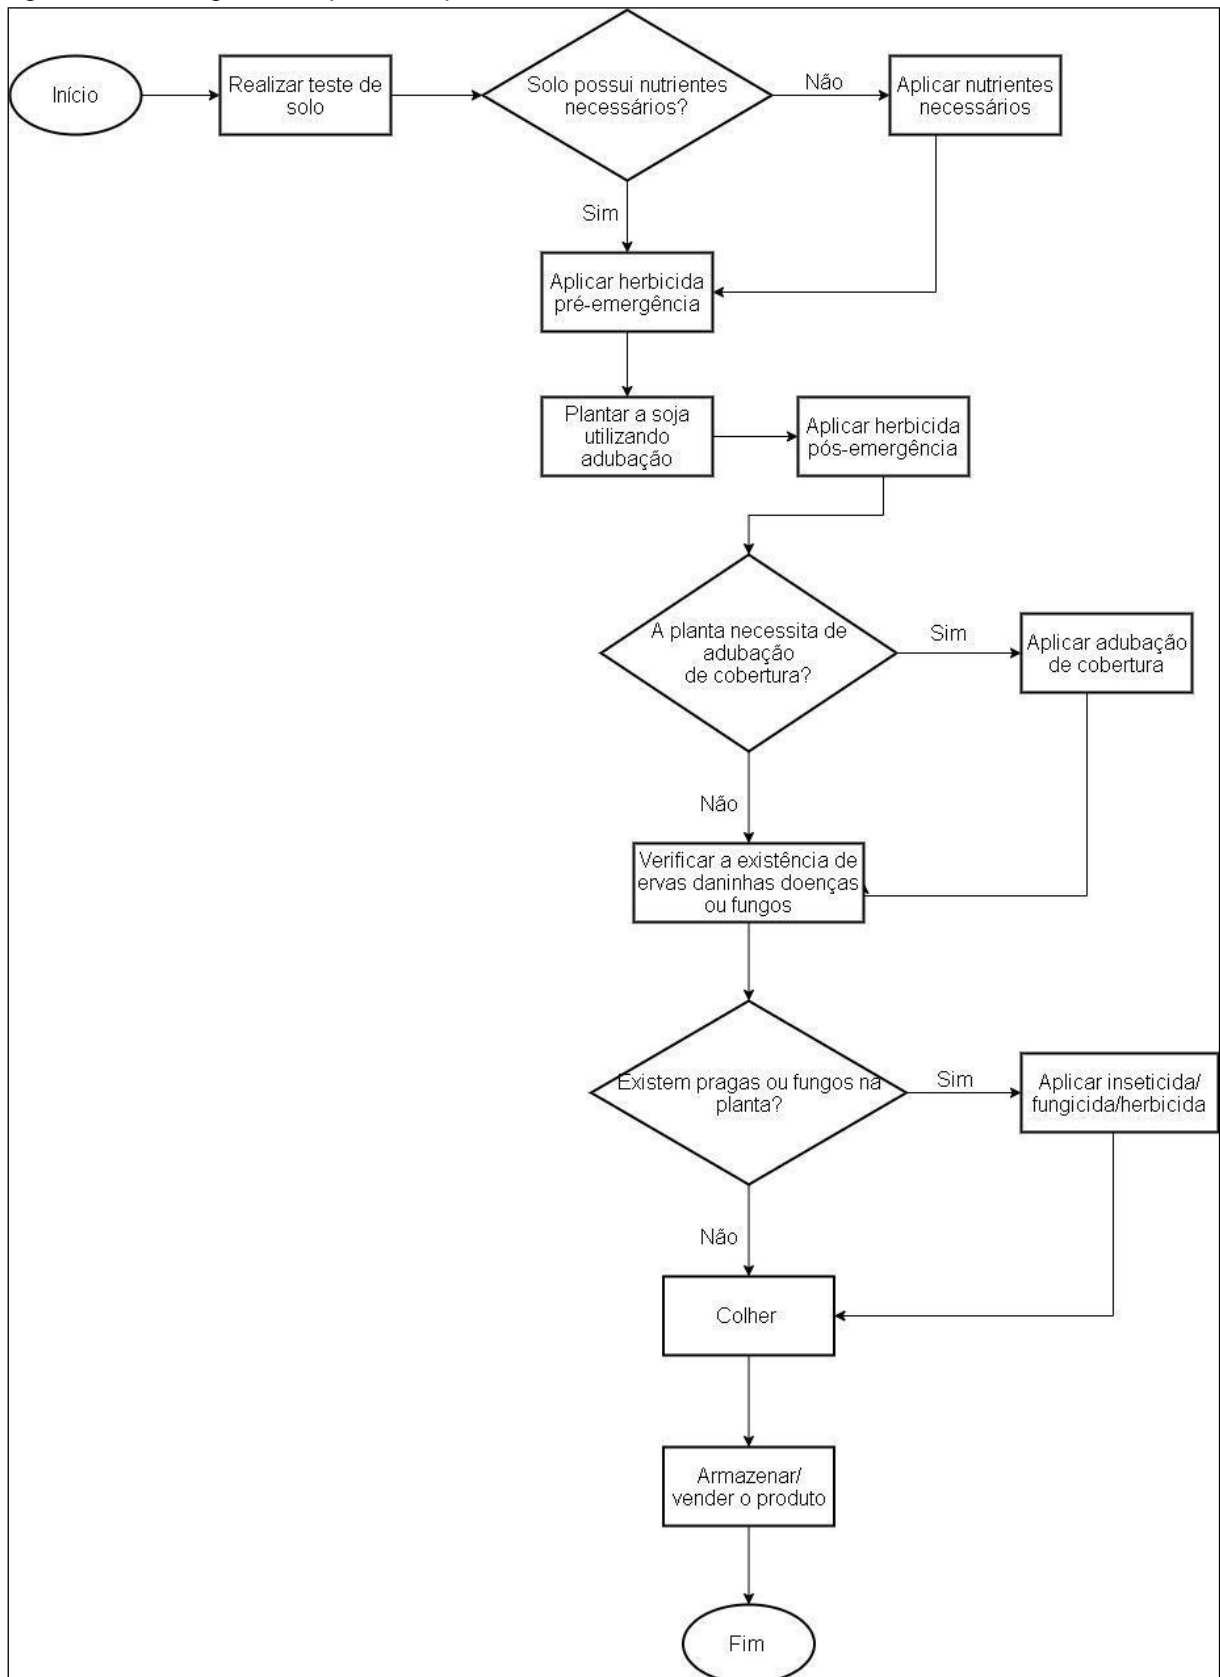 Início
Realizar teste de
solo
Solo possui nutrientes
necessários?
Não
Aplicar nutrientes
necessários
Sim
Aplicar herbicida
pré-emergência
Plantar a soja
utilizando
adubação
Aplicar herbicida
pós-emergência
A planta necessita de
adubação
de cobertura?
Sim
Aplicar adubação
de cobertura
Não
Verificar a existência de
ervas daninhas doenças
ou fungos
Existem pragas ou fungos na
planta?
Sim
Aplicar inseticida/
fungicida/herbicida
Não
Colher
Armazenar/
vender o produto
Fim